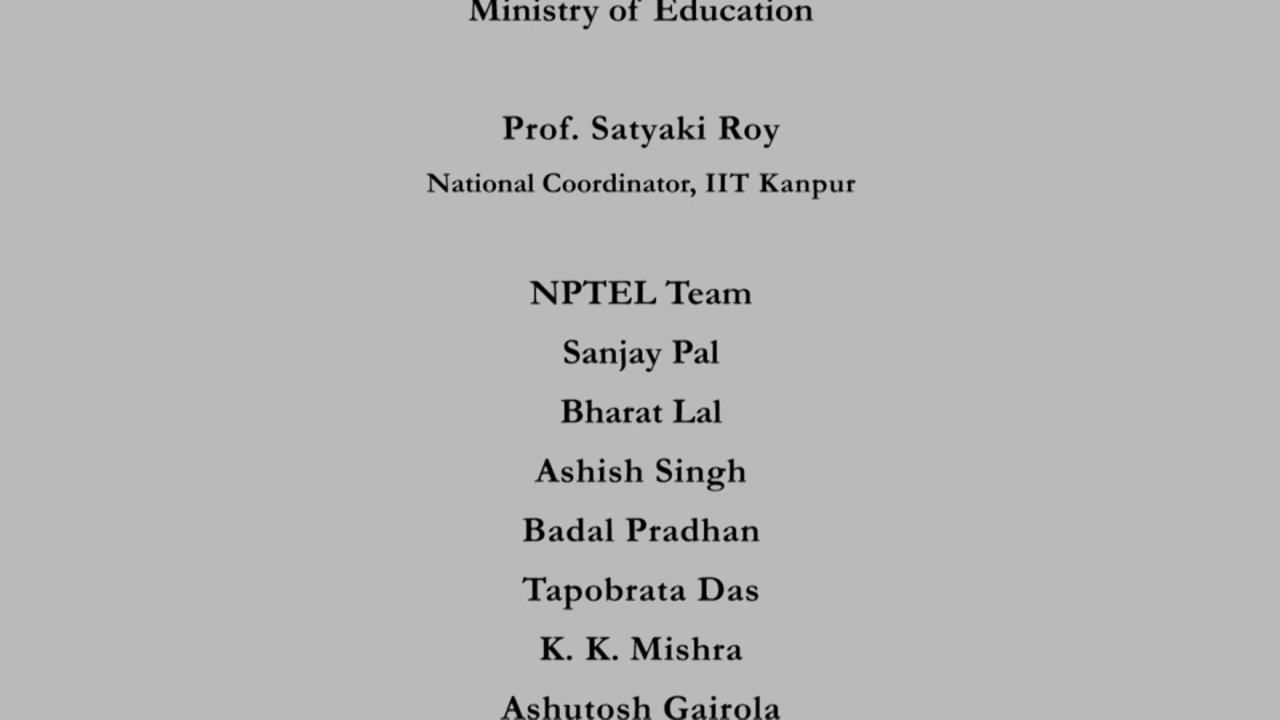 Ministry of Education
Prof. Satyaki Roy
National Coordinator, IIT Kanpur
NPTEL Team
Sanjay Pal
Bharat Lal
Ashish Singh
Badal Pradhan
Tapobrata Das
K. K. Mishra
Ashutosh Gairola